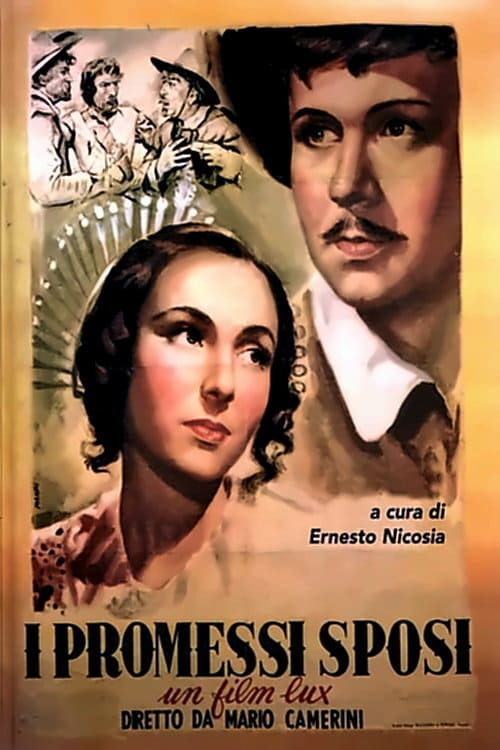 a cura di
Ernesto Nicosia
I PROMESSI SPOSI
un film lux
DIRETTO DA MARIO CAMERINI